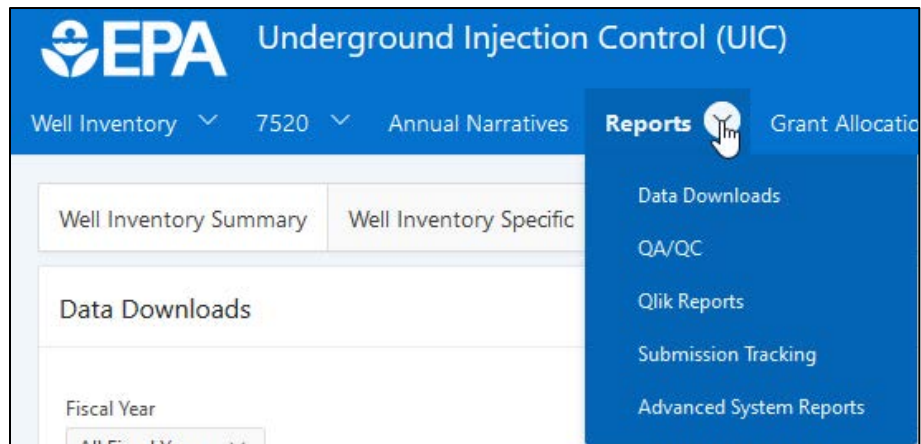 EPA Underground Injection Control (UIC)
Well Inventory 7520 Annual Narratives Reports Grant
Data Downloads
Well Inventory Summary Well Inventory Specific
QA/QC
Data Downloads
Qlik Reports
Submission Tracking
Fiscal Year
Advanced System Reports